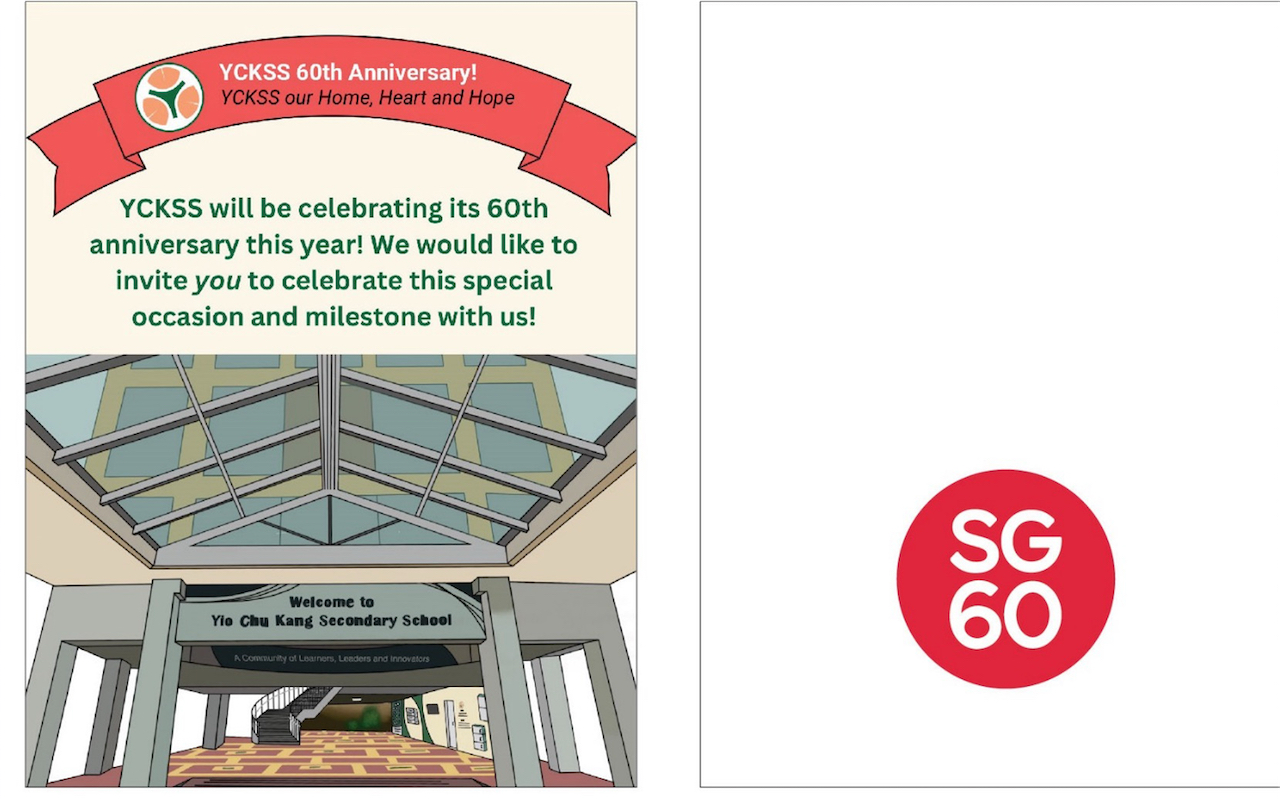 YCKSS 60th Anniversary!
YCKSS our Home, Heart and Hope
YCKSS will be celebrating its 60th
anniversary this year! We would like to
invite you to celebrate this special
occasion and milestone with us!
Welcome to
Yio Chu Kang Secondary School
A Community of Learners, Leaders and Innovators
SG
60